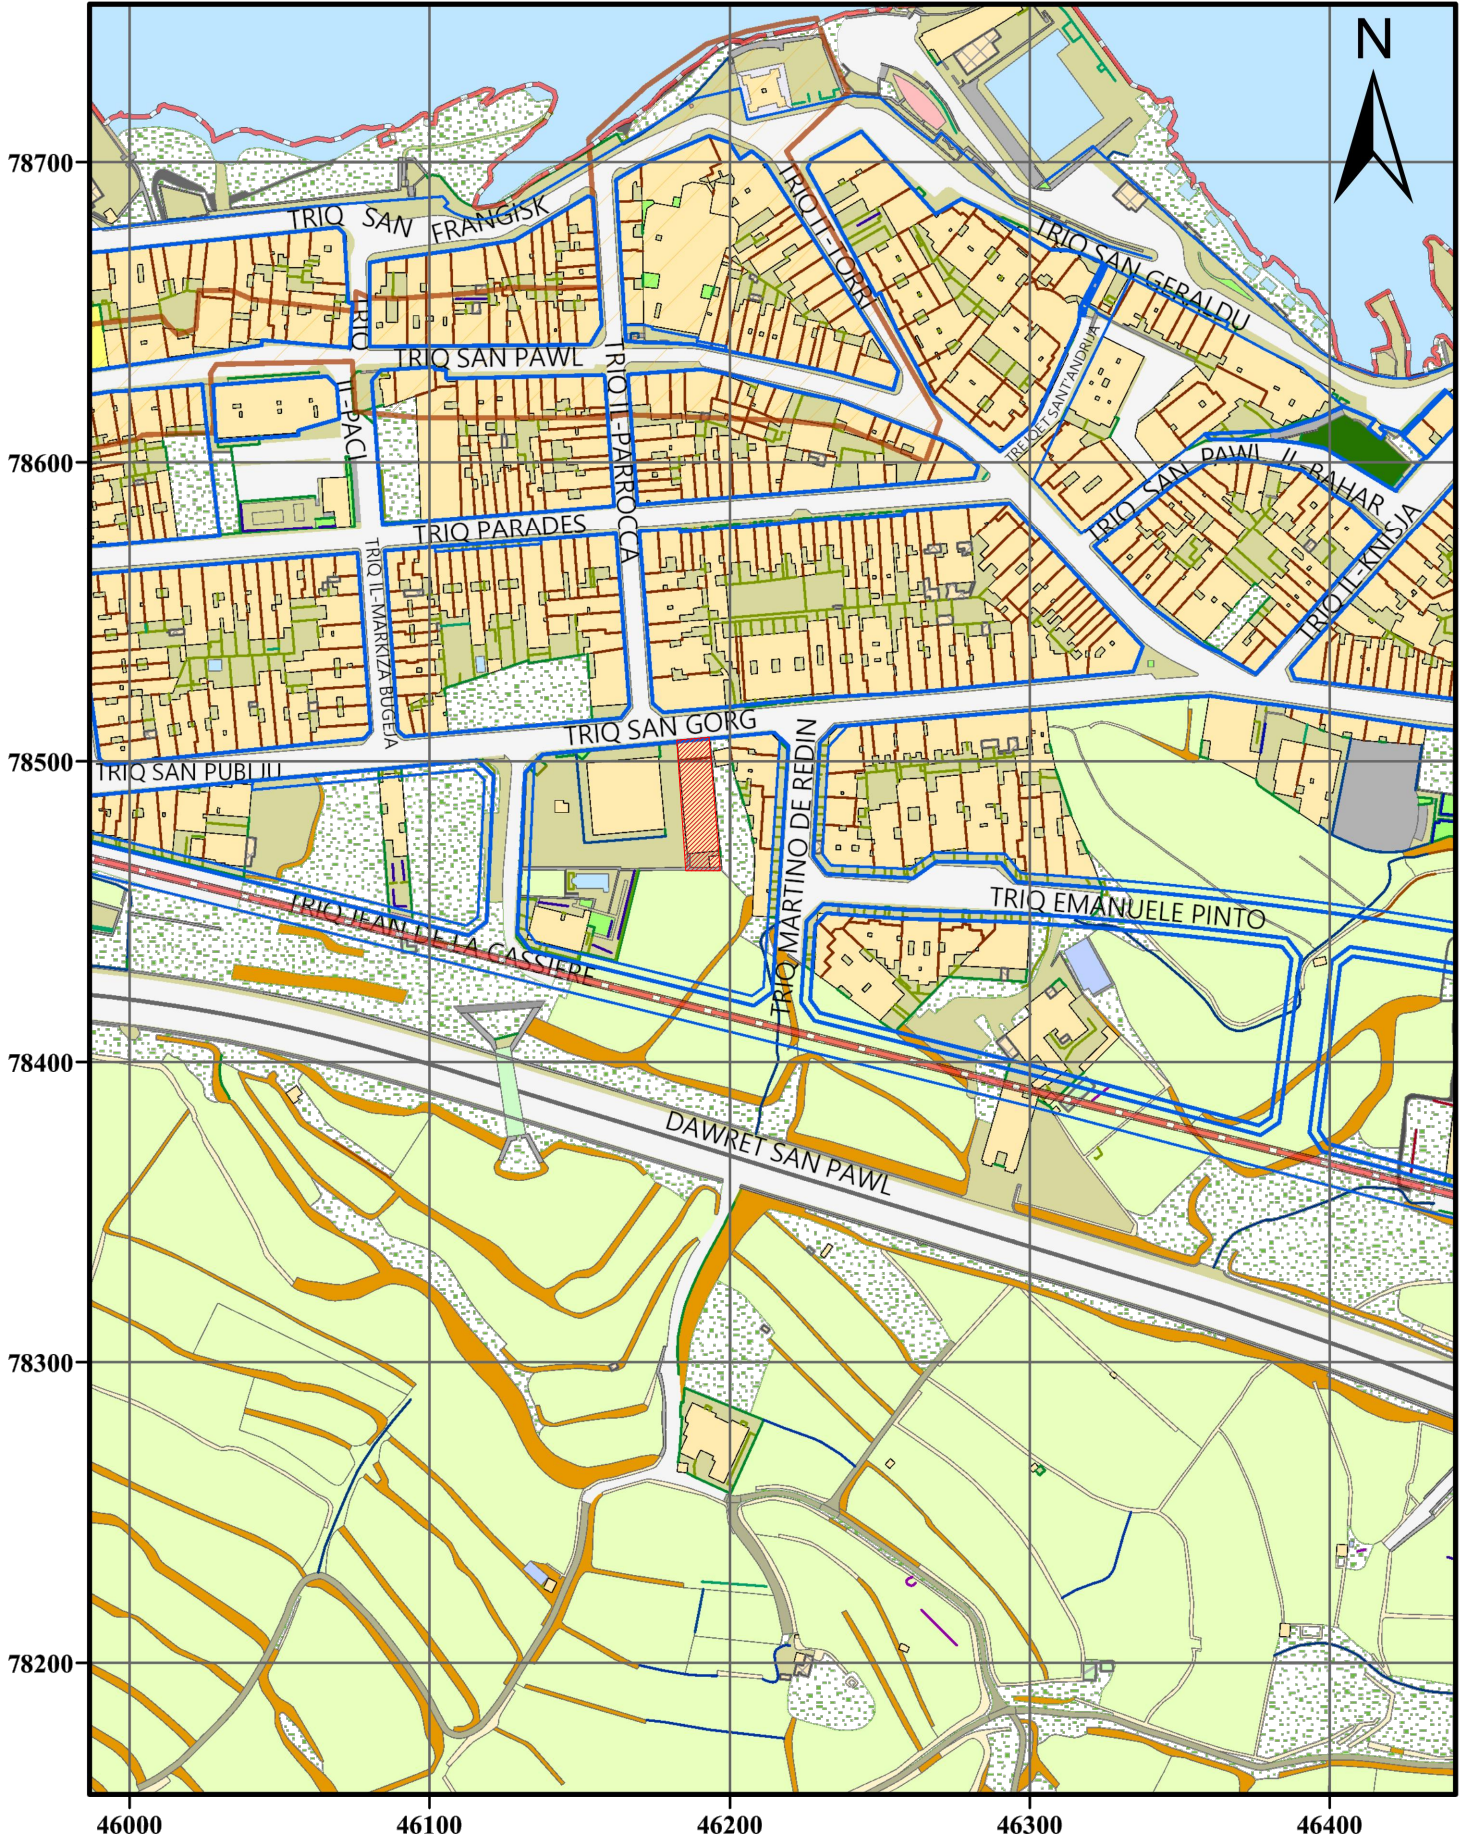 N
78700
TRIQ SAN FRANGISK
TRIQ IT-TORRI
TRIQ SAN GERALDU
TRIQ IL-PACI
TRIQ SAN PAWL
TRIQ IL-PARROCCA
TREJQET SANT'ANDRIJA
78600
TRIQ SAN PAWL IL-BAHAR
TRIQ PARADES
TRIQ IL-KNISJA
TRIQ IL-MARKIZA BUGEJA
TRIQ SAN GORG
TRIQ MARTINO DE REDIN
78500
TRIQ SAN PUBLIU
TRIQ JEAN DE LA CASSIERE
TRIQ EMANUELE PINTO
78400
DAWRET SAN PAWL
78300
78200
46000 46100 46200 46300 46400